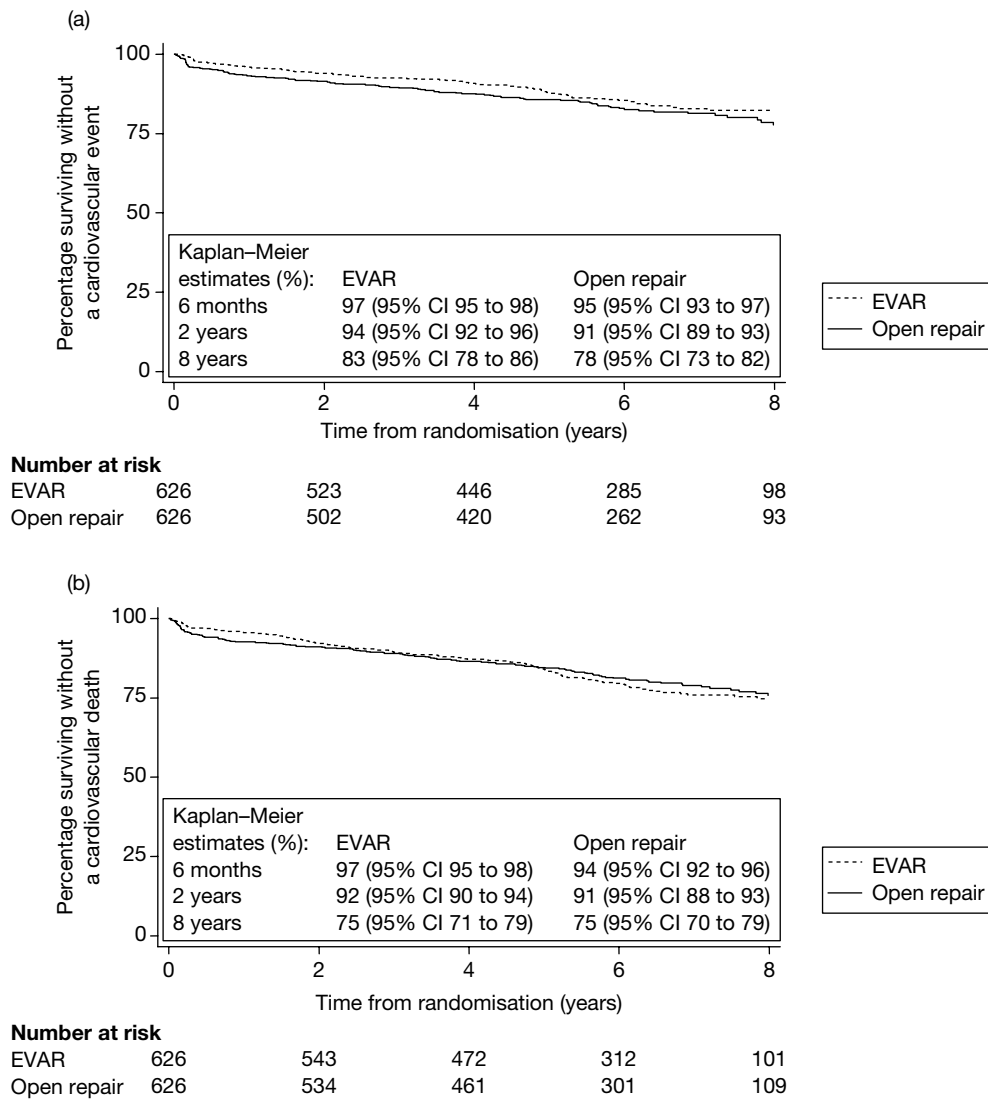 (a)
Percentage surviving without
a cardiovascular event
100
75
50
25
0
Kaplan–Meier
estimates (%): EVAR Open repair
6 months 97 (95% CI 95 to 98) 95 (95% CI 93 to 97)
2 years 94 (95% CI 92 to 96) 91 (95% CI 89 to 93)
8 years 83 (95% CI 78 to 86) 78 (95% CI 73 to 82)
EVAR
Open repair
0 2 4 6 8
Time from randomisation (years)
Number at risk
EVAR 626 523 446 285 98
Open repair 626 502 420 262 93
(b)
Percentage surviving without
a cardiovascular death
100
75
50
25
0
Kaplan–Meier
estimates (%): EVAR Open repair
6 months 97 (95% CI 95 to 98) 94 (95% CI 92 to 96)
2 years 92 (95% CI 90 to 94) 91 (95% CI 88 to 93)
8 years 75 (95% CI 71 to 79) 75 (95% CI 70 to 79)
EVAR
Open repair
0 2 4 6 8
Time from randomisation (years)
Number at risk
EVAR 626 543 472 312 101
Open repair 626 534 461 301 109